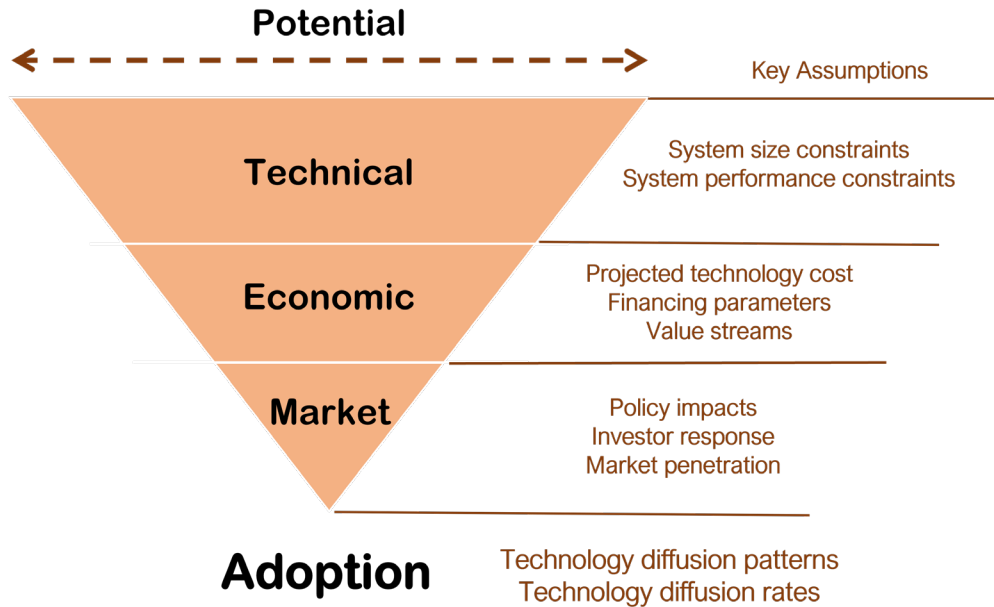 Potential
Key Assumptions
Technical
System size constraints
System performance constraints
Economic
Projected technology cost
Financing parameters
Value streams
Market
Policy impacts
Investor response
Market penetration
Adoption
Technology diffusion patterns
Technology diffusion rates